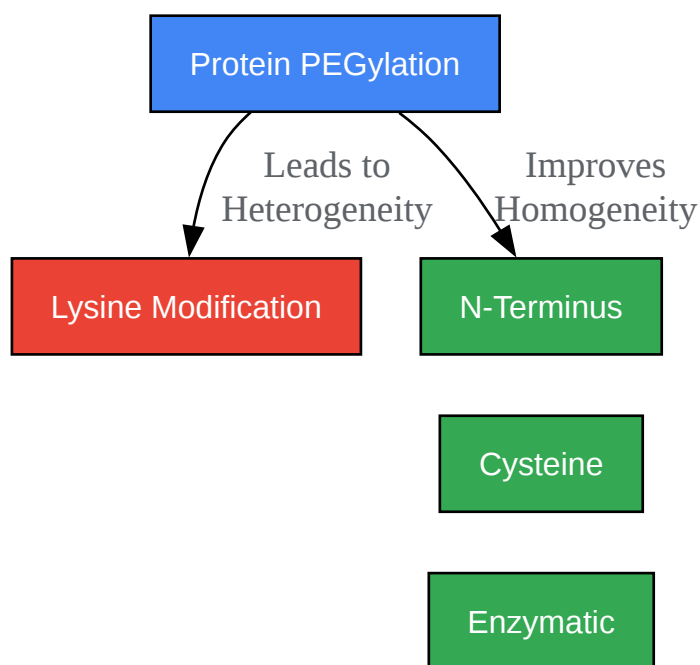 Protein PEGylation
Leads to
Heterogeneity
Improves
Homogeneity
Lysine Modification
N-Terminus
Cysteine
Enzymatic